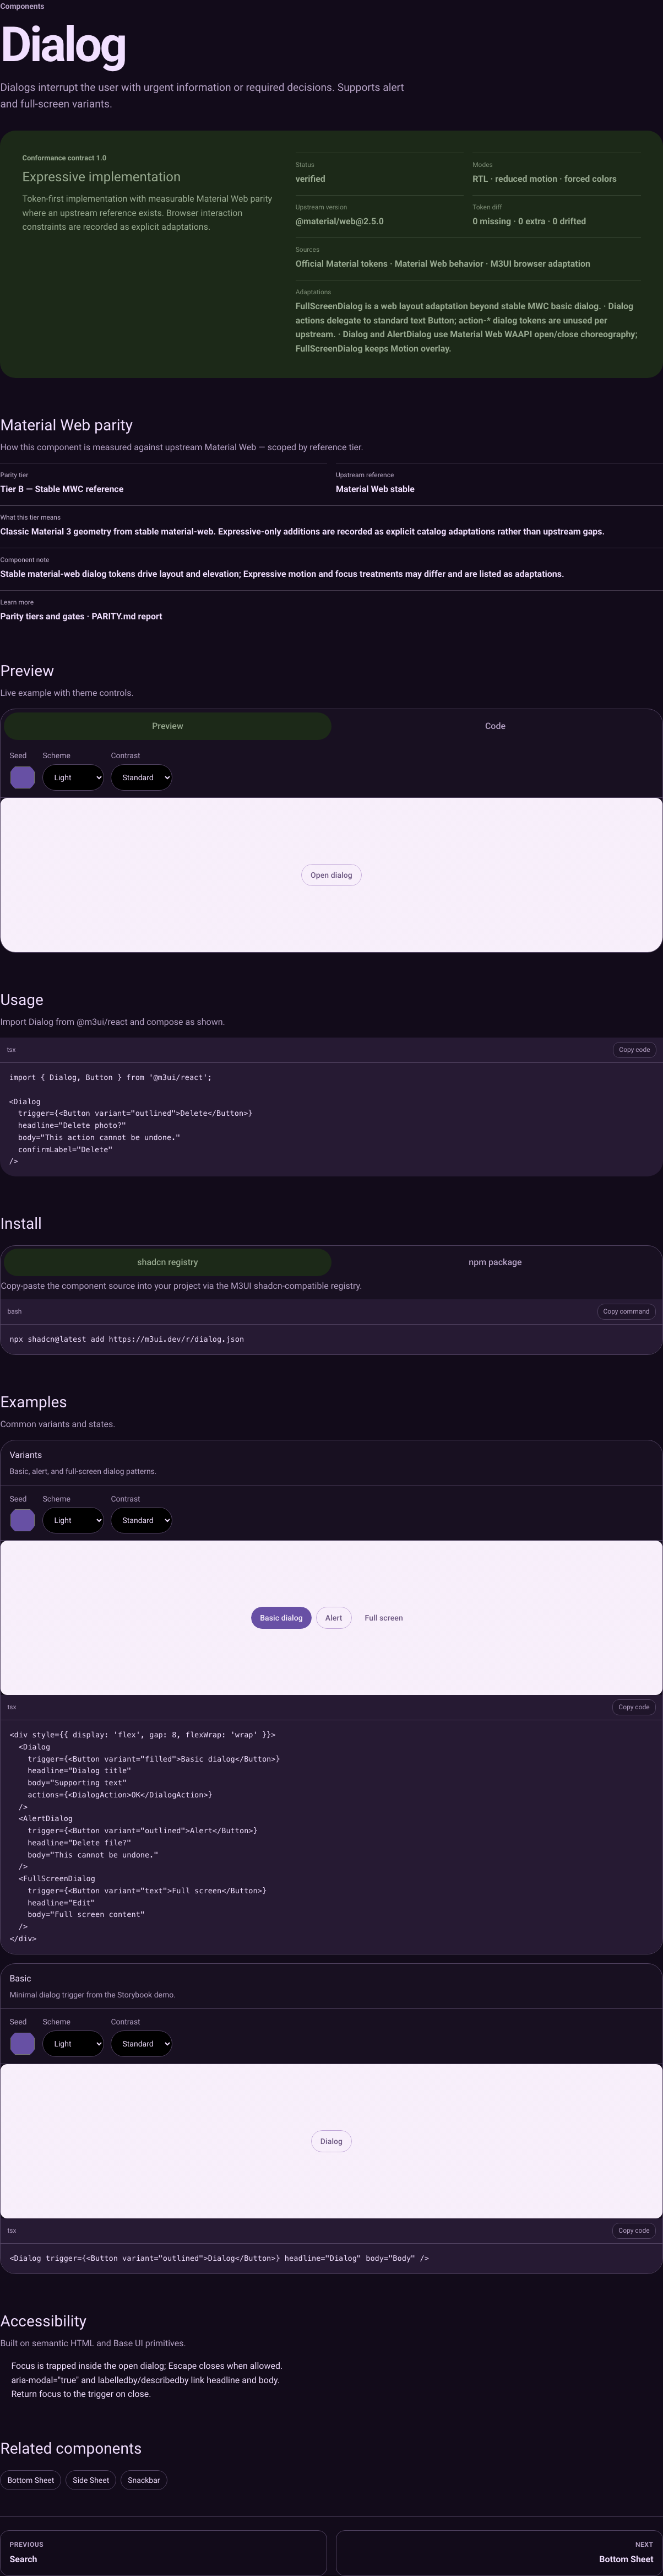 Components
Dialog
Dialogs interrupt the user with urgent information or required decisions. Supports alert
and full-screen variants.
Conformance contract 1.0
Expressive implementation
Token-first implementation with measurable Material Web parity
where an upstream reference exists. Browser interaction
constraints are recorded as explicit adaptations.
Status
verified
Modes
RTL · reduced motion · forced colors
Upstream version
@material/web@2.5.0
Token diff
0 missing · 0 extra · 0 drifted
Sources
Official Material tokens · Material Web behavior · M3UI browser adaptation
Adaptations
FullScreenDialog is a web layout adaptation beyond stable MWC basic dialog. · Dialog
actions delegate to standard text Button; action-* dialog tokens are unused per
upstream. · Dialog and AlertDialog use Material Web WAAPI open/close choreography;
FullScreenDialog keeps Motion overlay.
Material Web parity
How this component is measured against upstream Material Web — scoped by reference tier.
Parity tier
Tier B — Stable MWC reference
Upstream reference
Material Web stable
What this tier means
Classic Material 3 geometry from stable material-web. Expressive-only additions are recorded as explicit catalog adaptations rather than upstream gaps.
Component note
Stable material-web dialog tokens drive layout and elevation; Expressive motion and focus treatments may differ and are listed as adaptations.
Learn more
Parity tiers and gates · PARITY.md report
Preview
Live example with theme controls.
Preview
Code
Seed Scheme Contrast
Light Standard
Open dialog
Usage
Import Dialog from @m3ui/react and compose as shown.
tsx
Copy code
import { Dialog, Button } from '@m3ui/react';
<Dialog
trigger={<Button variant="outlined">Delete</Button>}
headline="Delete photo?"
body="This action cannot be undone."
confirmLabel="Delete"
/>
Install
shadcn registry
npm package
Copy-paste the component source into your project via the M3UI shadcn-compatible registry.
bash
Copy command
npx shadcn@latest add https://m3ui.dev/r/dialog.json
Examples
Common variants and states.
Variants
Basic, alert, and full-screen dialog patterns.
Seed Scheme Contrast
Light Standard
Basic dialog Alert Full screen
tsx
Copy code
<div style={{ display: 'flex', gap: 8, flexWrap: 'wrap' }}>
<Dialog
trigger={<Button variant="filled">Basic dialog</Button>}
headline="Dialog title"
body="Supporting text"
actions={<DialogAction>OK</DialogAction>}
/>
<AlertDialog
trigger={<Button variant="outlined">Alert</Button>}
headline="Delete file?"
body="This cannot be undone."
/>
<FullScreenDialog
trigger={<Button variant="text">Full screen</Button>}
headline="Edit"
body="Full screen content"
/>
</div>
Basic
Minimal dialog trigger from the Storybook demo.
Seed Scheme Contrast
Light Standard
Dialog
tsx
Copy code
<Dialog trigger={<Button variant="outlined">Dialog</Button>} headline="Dialog" body="Body" />
Accessibility
Built on semantic HTML and Base UI primitives.
Focus is trapped inside the open dialog; Escape closes when allowed.
aria-modal="true" and labelledby/describedby link headline and body.
Return focus to the trigger on close.
Related components
Bottom Sheet Side Sheet Snackbar
PREVIOUS
Search
NEXT
Bottom Sheet